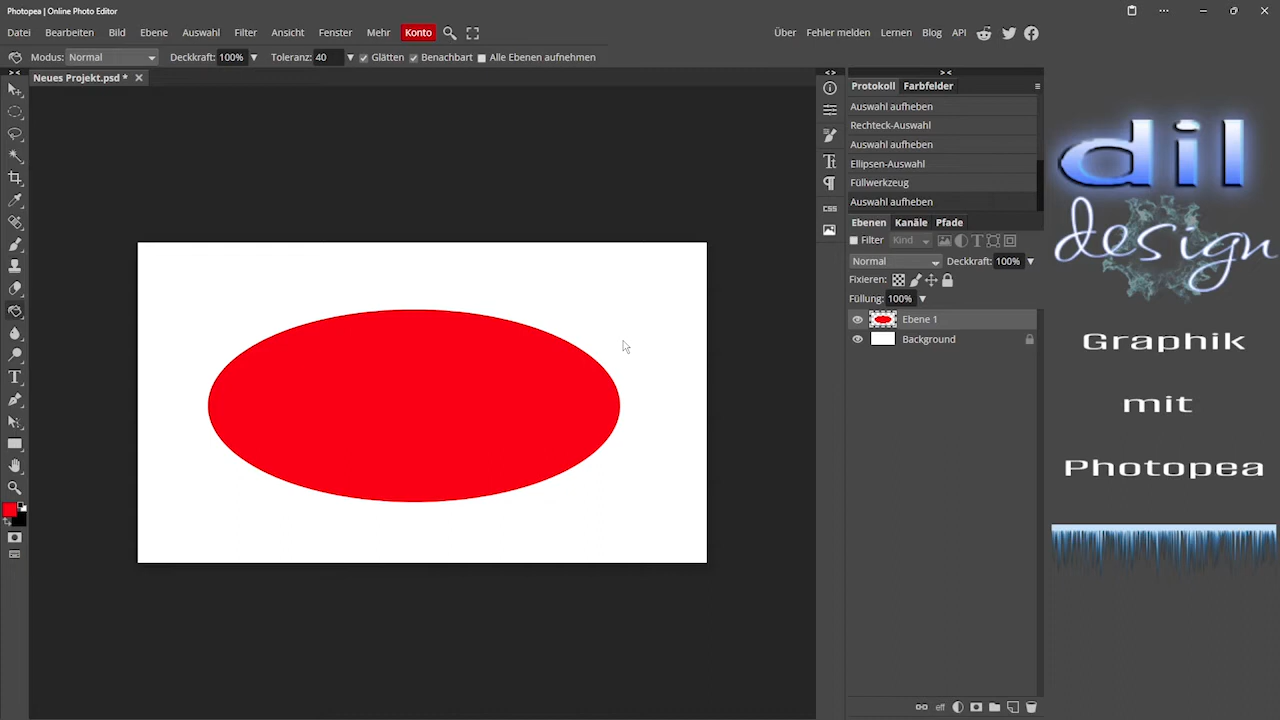 Photopea | Online Photo Editor
Datei Bearbeiten Bild Ebene Auswahl Filter Ansicht Fenster Mehr Konto Über Fehler melden Lernen Blog API
Modus: Normal Deckkraft: 100% Toleranz: 40 Glätten Benachbart Alle Ebenen aufnehmen
Neues Projekt.psd *
Protokoll Farbfelder
Auswahl aufheben
Rechteck-Auswahl
Auswahl aufheben
Ellipsen-Auswahl
Füllwerkzeug
Auswahl aufheben
CSS
Ebenen Kanäle Pfade
Filter Kind
Normal Deckkraft: 100%
Fixieren:
Füllung: 100%
Ebene 1
Background
eff
dil
design
Graphik
mit
Photopea